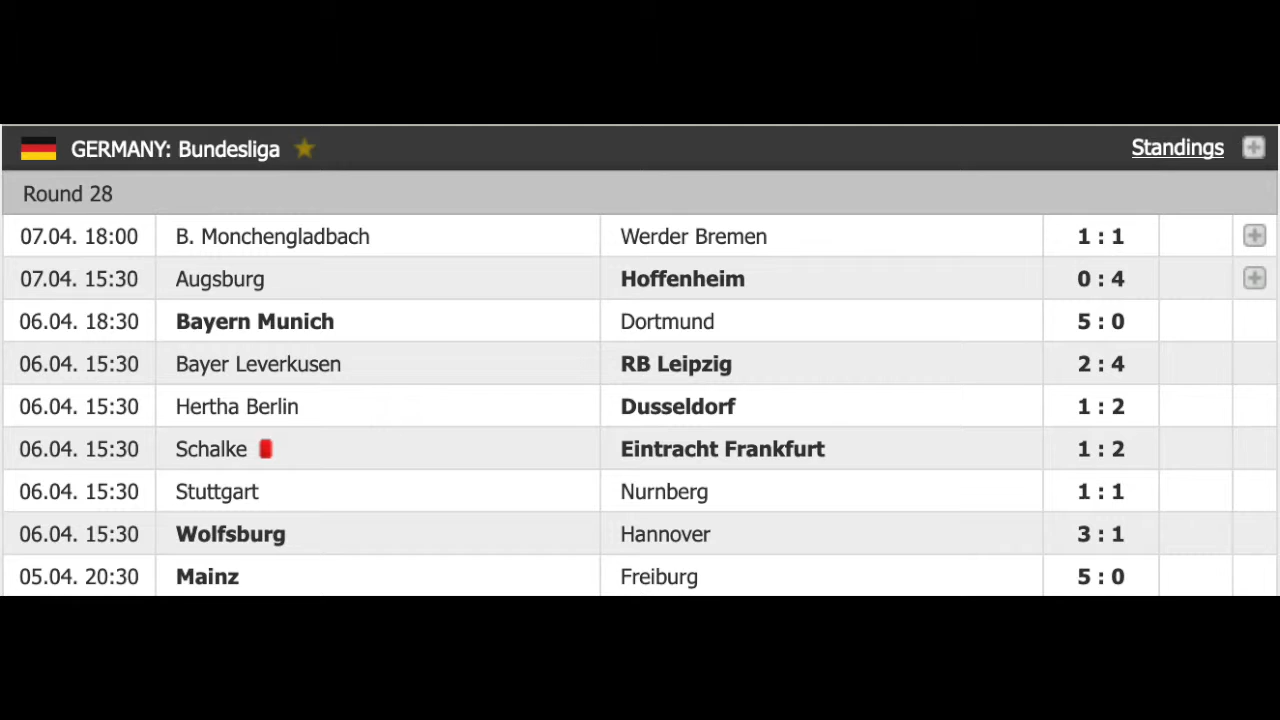 GERMANY: Bundesliga Standings
Round 28
07.04. 18:00 B. Monchengladbach Werder Bremen 1 : 1
07.04. 15:30 Augsburg Hoffenheim 0 : 4
06.04. 18:30 Bayern Munich Dortmund 5 : 0
06.04. 15:30 Bayer Leverkusen RB Leipzig 2 : 4
06.04. 15:30 Hertha Berlin Dusseldorf 1 : 2
06.04. 15:30 Schalke Eintracht Frankfurt 1 : 2
06.04. 15:30 Stuttgart Nurnberg 1 : 1
06.04. 15:30 Wolfsburg Hannover 3 : 1
05.04. 20:30 Mainz Freiburg 5 : 0